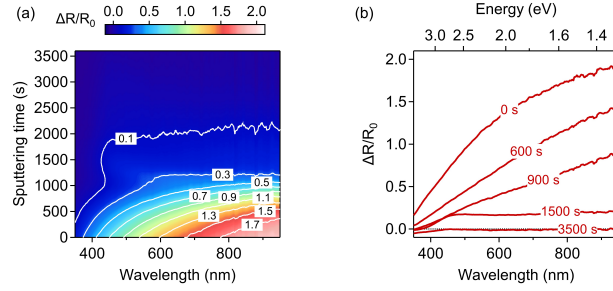 (a)
ΔR/R0
0.0 0.5 1.0 1.5 2.0
Sputtering time (s)
3500
3000
2500
2000
1500
1000
500
0
0.1
0.3
0.5
0.7 0.9 1.1
1.3 1.5
1.7
400 600 800
Wavelength (nm)
(b)
Energy (eV)
3.0 2.5 2.0 1.6 1.4
ΔR/R0
2.0
1.5
1.0
0.5
0.0
0 s
600 s
900 s
1500 s
3500 s
400 600 800
Wavelength (nm)